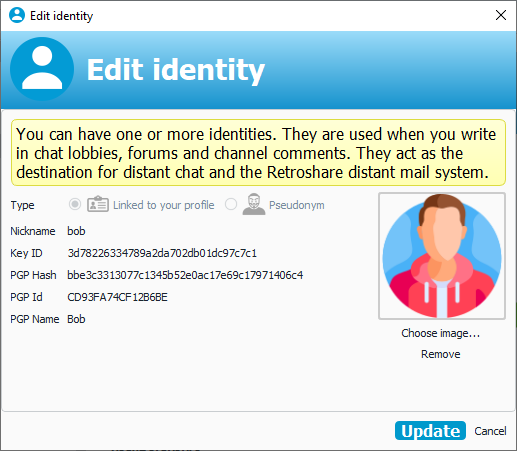 Edit identity
Edit identity
You can have one or more identities. They are used when you write
in chat lobbies, forums and channel comments. They act as the
destination for distant chat and the Retroshare distant mail system.
Type Linked to your profile Pseudonym
Nickname bob
Key ID 3d78226334789a2da702db01dc97c7c1
PGP Hash bbe3c3313077c1345b52e0ac17e69c17971406c4
PGP Id CD93FA74CF12B6BE
PGP Name Bob
Choose image...
Remove
Update Cancel